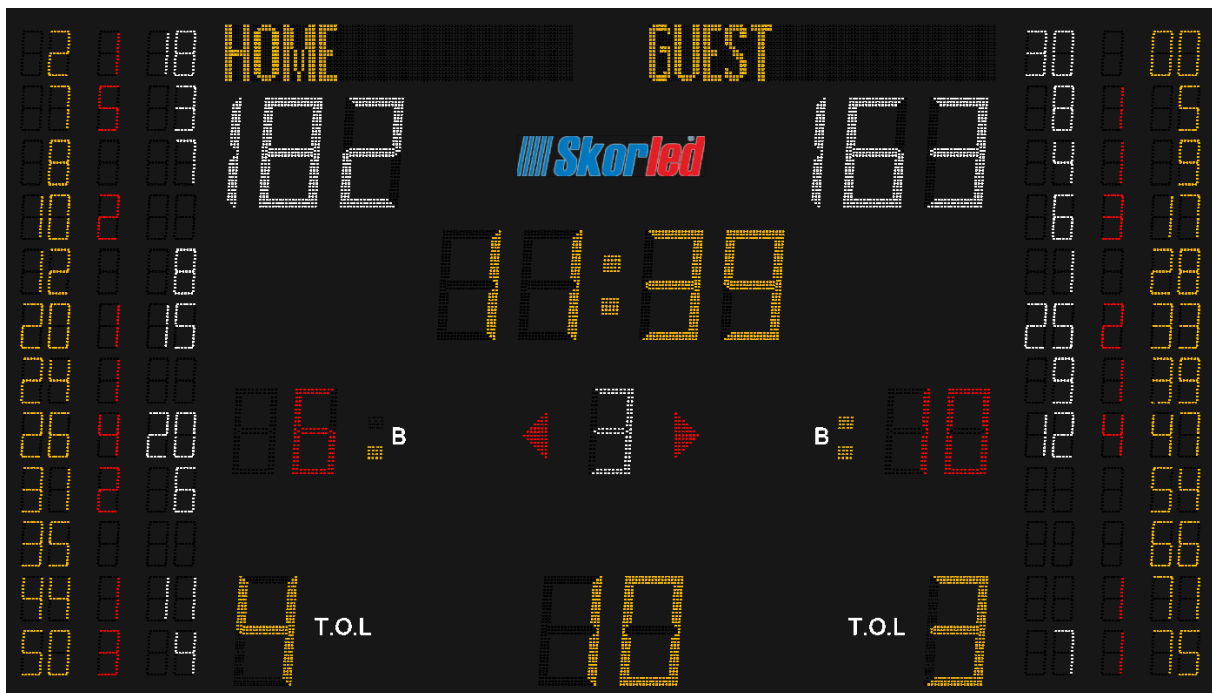 2 1 18 HOME GUEST 30 00
7 5 3 182 163 8 1 5
8 7 Skorled 4 1 9
10 2 6 3 17
12 8 11:39 1 28
20 1 15 25 2 33
24 1 9 1 39
26 4 20 6 B 3 B 10 12 4 47
31 2 6 54
35 66
44 1 11 1 71
50 3 4 4 T.O.L 10 T.O.L 3 7 1 75